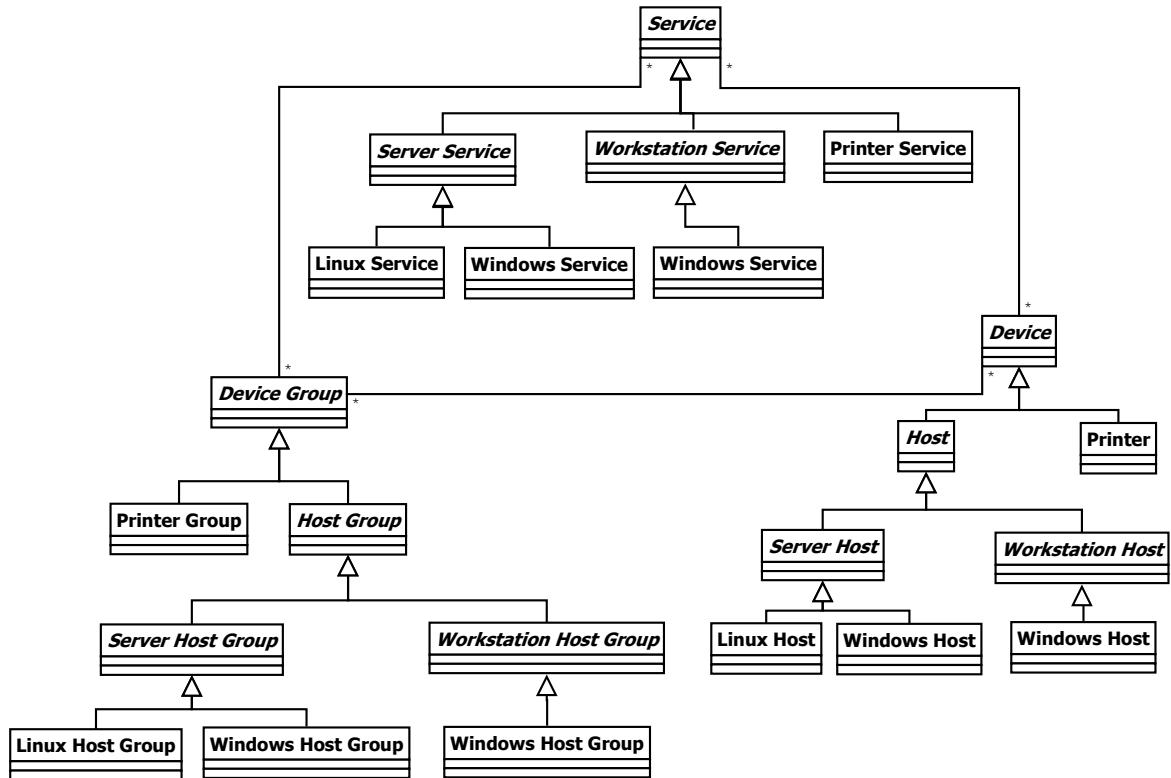 Service
*
*
Server Service
Workstation Service
Printer Service
Linux Service
Windows Service
Windows Service
*
Device
*
*
Device Group
*
Host
Printer
Printer Group
Host Group
Server Host
Workstation Host
Server Host Group
Workstation Host Group
Linux Host
Windows Host
Windows Host
Linux Host Group
Windows Host Group
Windows Host Group